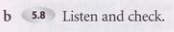 b 5.8 Listen and check.